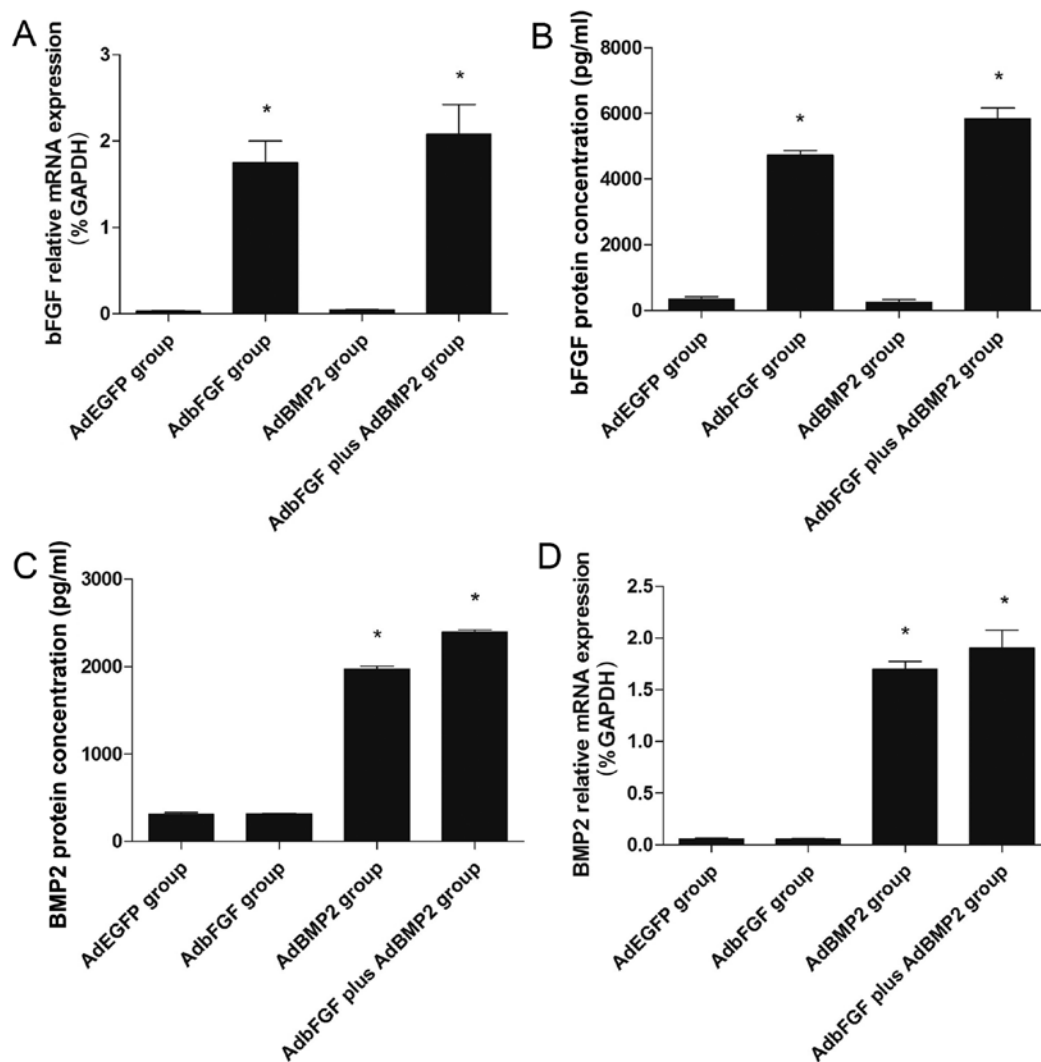 A
bFGF relative mRNA expression
(% GAPDH)
3
2
1
0
*
*
AdEGFP group
AdbFGF group
AdBMP2 group
AdbFGF plus AdBMP2 group
B
bFGF protein concentration (pg/ml)
8000
6000
4000
2000
0
*
*
AdEGFP group
AdbFGF group
AdBMP2 group
AdbFGF plus AdBMP2 group
C
BMP2 protein concentration (pg/ml)
3000
2000
1000
0
*
*
AdEGFP group
AdbFGF group
AdBMP2 group
AdbFGF plus AdBMP2 group
D
BMP2 relative mRNA expression
(% GAPDH)
2.5
2.0
1.5
1.0
0.5
0.0
*
*
AdEGFP group
AdbFGF group
AdBMP2 group
AdbFGF plus AdBMP2 group